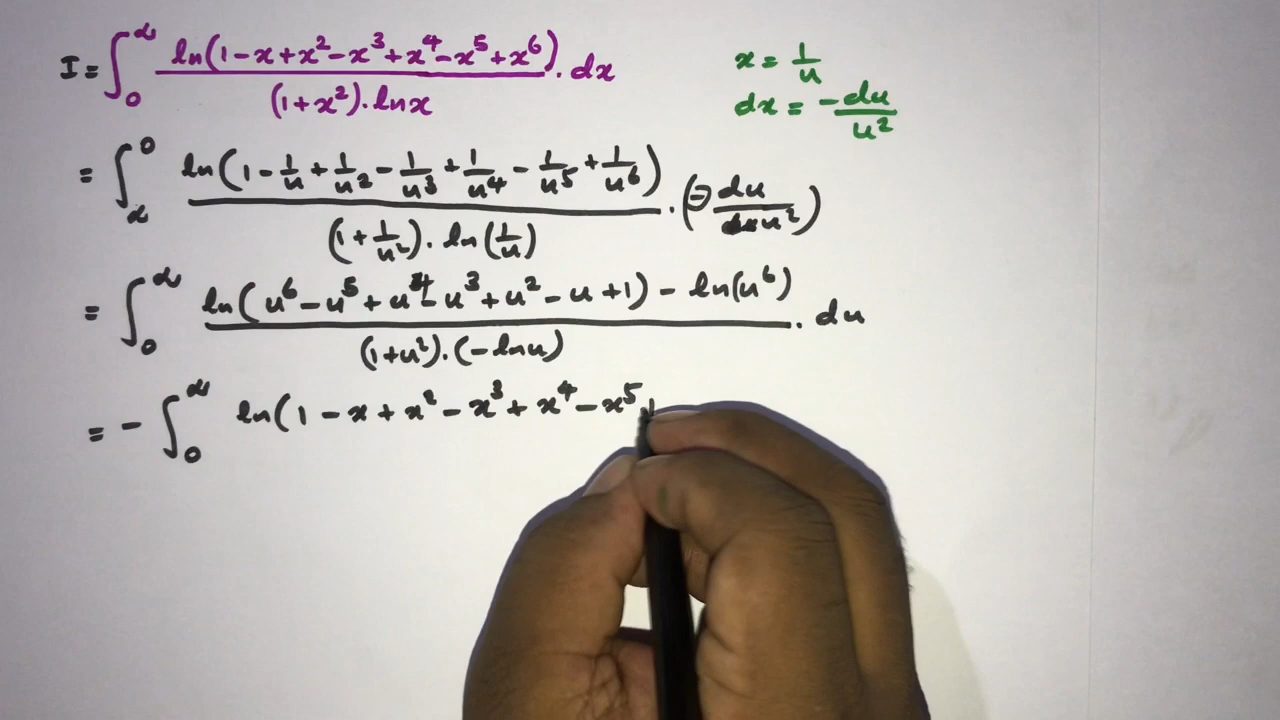 I = ∫₀^∝ ln(1-x+x²-x³+x⁴-x⁵+x⁶) / (1+x²).lnx . dx
x = 1/u
dx = -du/u²
= ∫_∝^0 ln(1-1/u+1/u²-1/u³+1/u⁴-1/u⁵+1/u⁶) / (1+1/u²).ln(1/u) . (-du/u²)
= ∫₀^∝ ln(u⁶-u⁵+u⁴-u³+u²-u+1)-ln(u⁶) / (1+u²).(-lnu) . du
= - ∫₀^∝ ln(1-x+x²-x³+x⁴-x⁵